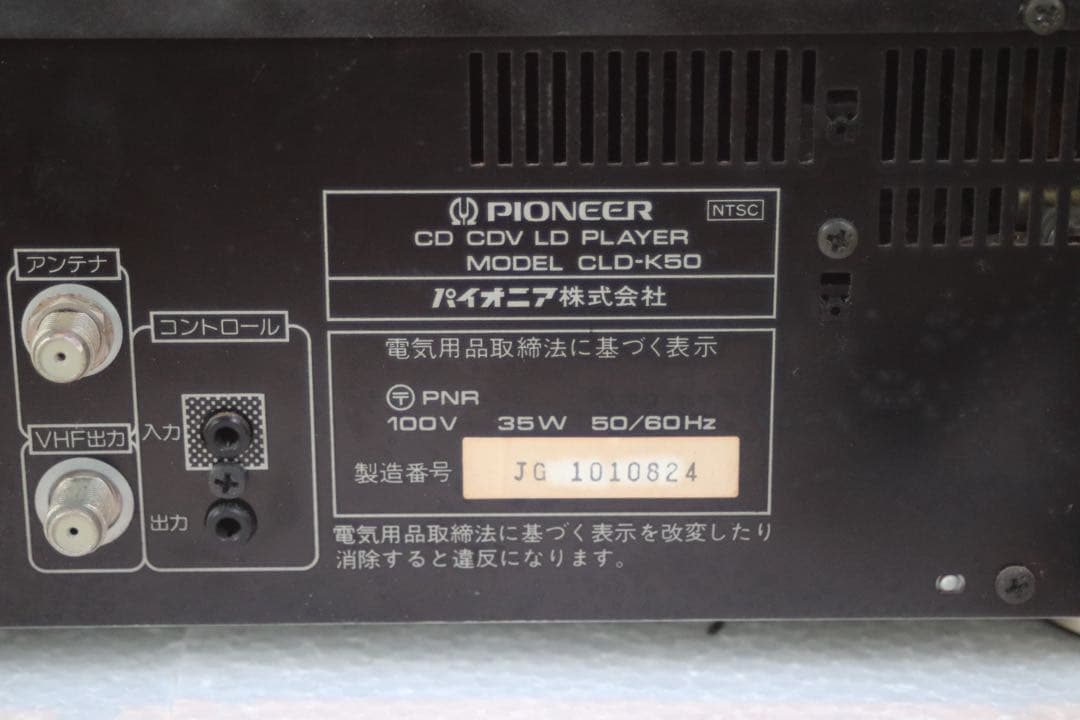 PIONEER NTSC
CD CDV LD PLAYER
MODEL CLD-K50
パイオニア株式会社
アンテナ
コントロール
VHF出力
入力
出力
電気用品取締法に基づく表示
〒 PNR
100V 35W 50/60Hz
製造番号 JG 1010824
電気用品取締法に基づく表示を改変したり
消除すると違反になります。